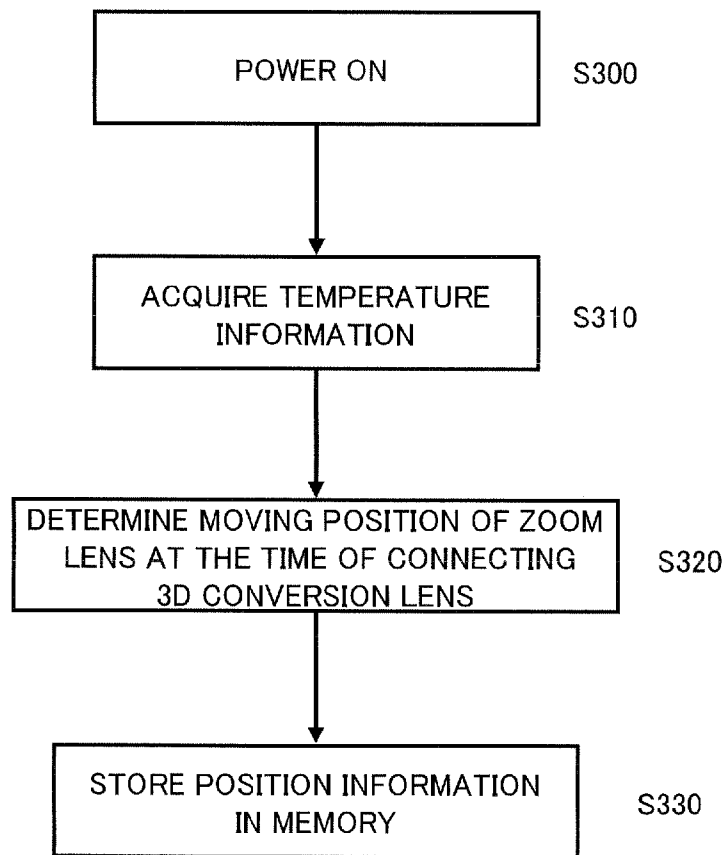 POWER ON
S300
ACQUIRE TEMPERATURE
INFORMATION
S310
DETERMINE MOVING POSITION OF ZOOM
LENS AT THE TIME OF CONNECTING
3D CONVERSION LENS
S320
STORE POSITION INFORMATION
IN MEMORY
S330